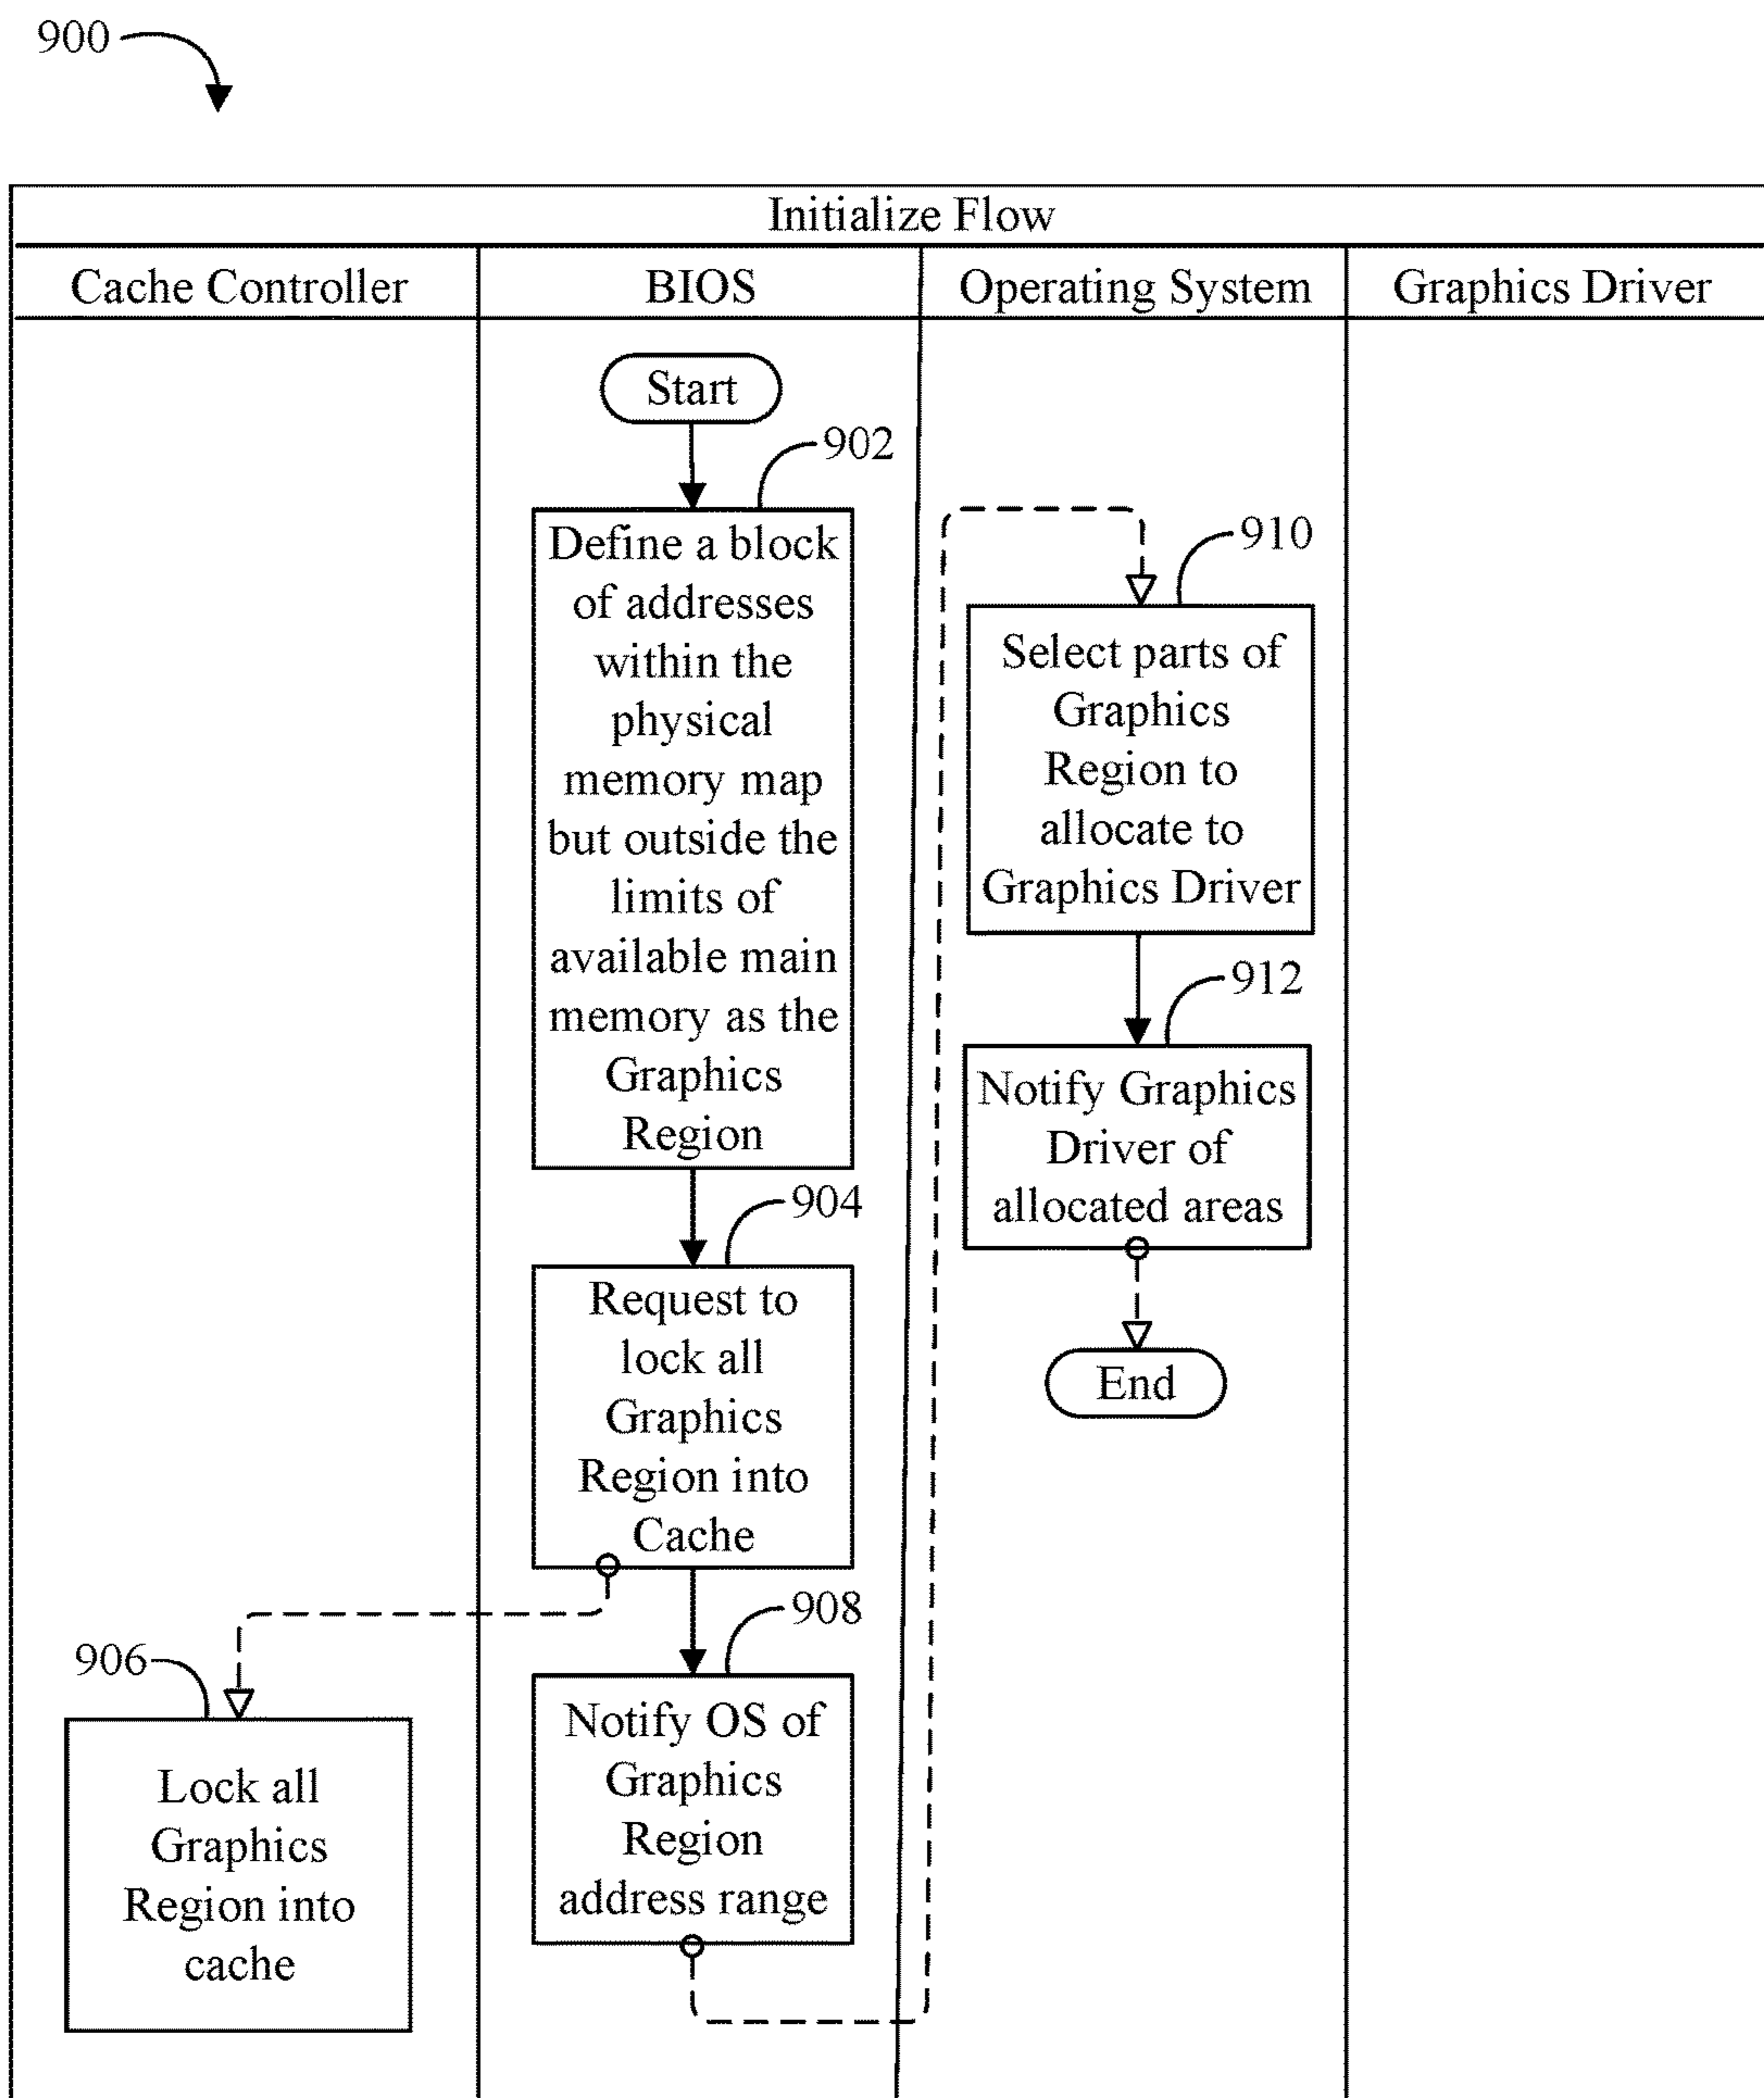 900
Initialize Flow
Cache Controller
BIOS
Operating System
Graphics Driver
Start
902
Define a block
of addresses
within the
physical
memory map
but outside the
limits of
available main
memory as the
Graphics
Region
904
Request to
lock all
Graphics
Region into
Cache
906
Lock all
Graphics
Region into
cache
908
Notify OS of
Graphics
Region
address range
910
Select parts of
Graphics
Region to
allocate to
Graphics Driver
912
Notify Graphics
Driver of
allocated areas
End